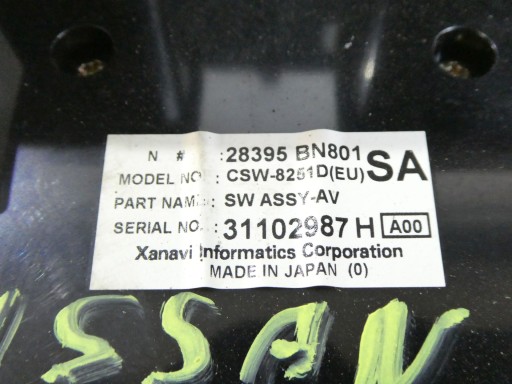 N # :28395 BN801 SA
MODEL NO.: CSW-8251D(EU)
PART NAME: SW ASSY-AV
SERIAL NO.: 31102987 H A00
Xanavi Informatics Corporation
MADE IN JAPAN (0)
NISSAN